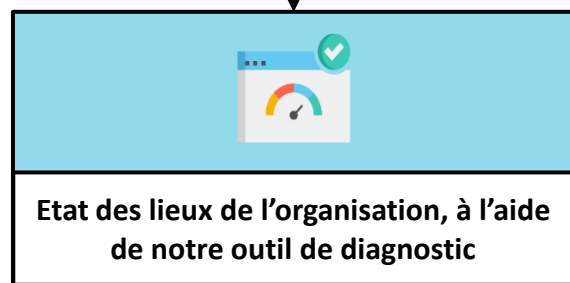 Etat des lieux de l’organisation, à l’aide
de notre outil de diagnostic